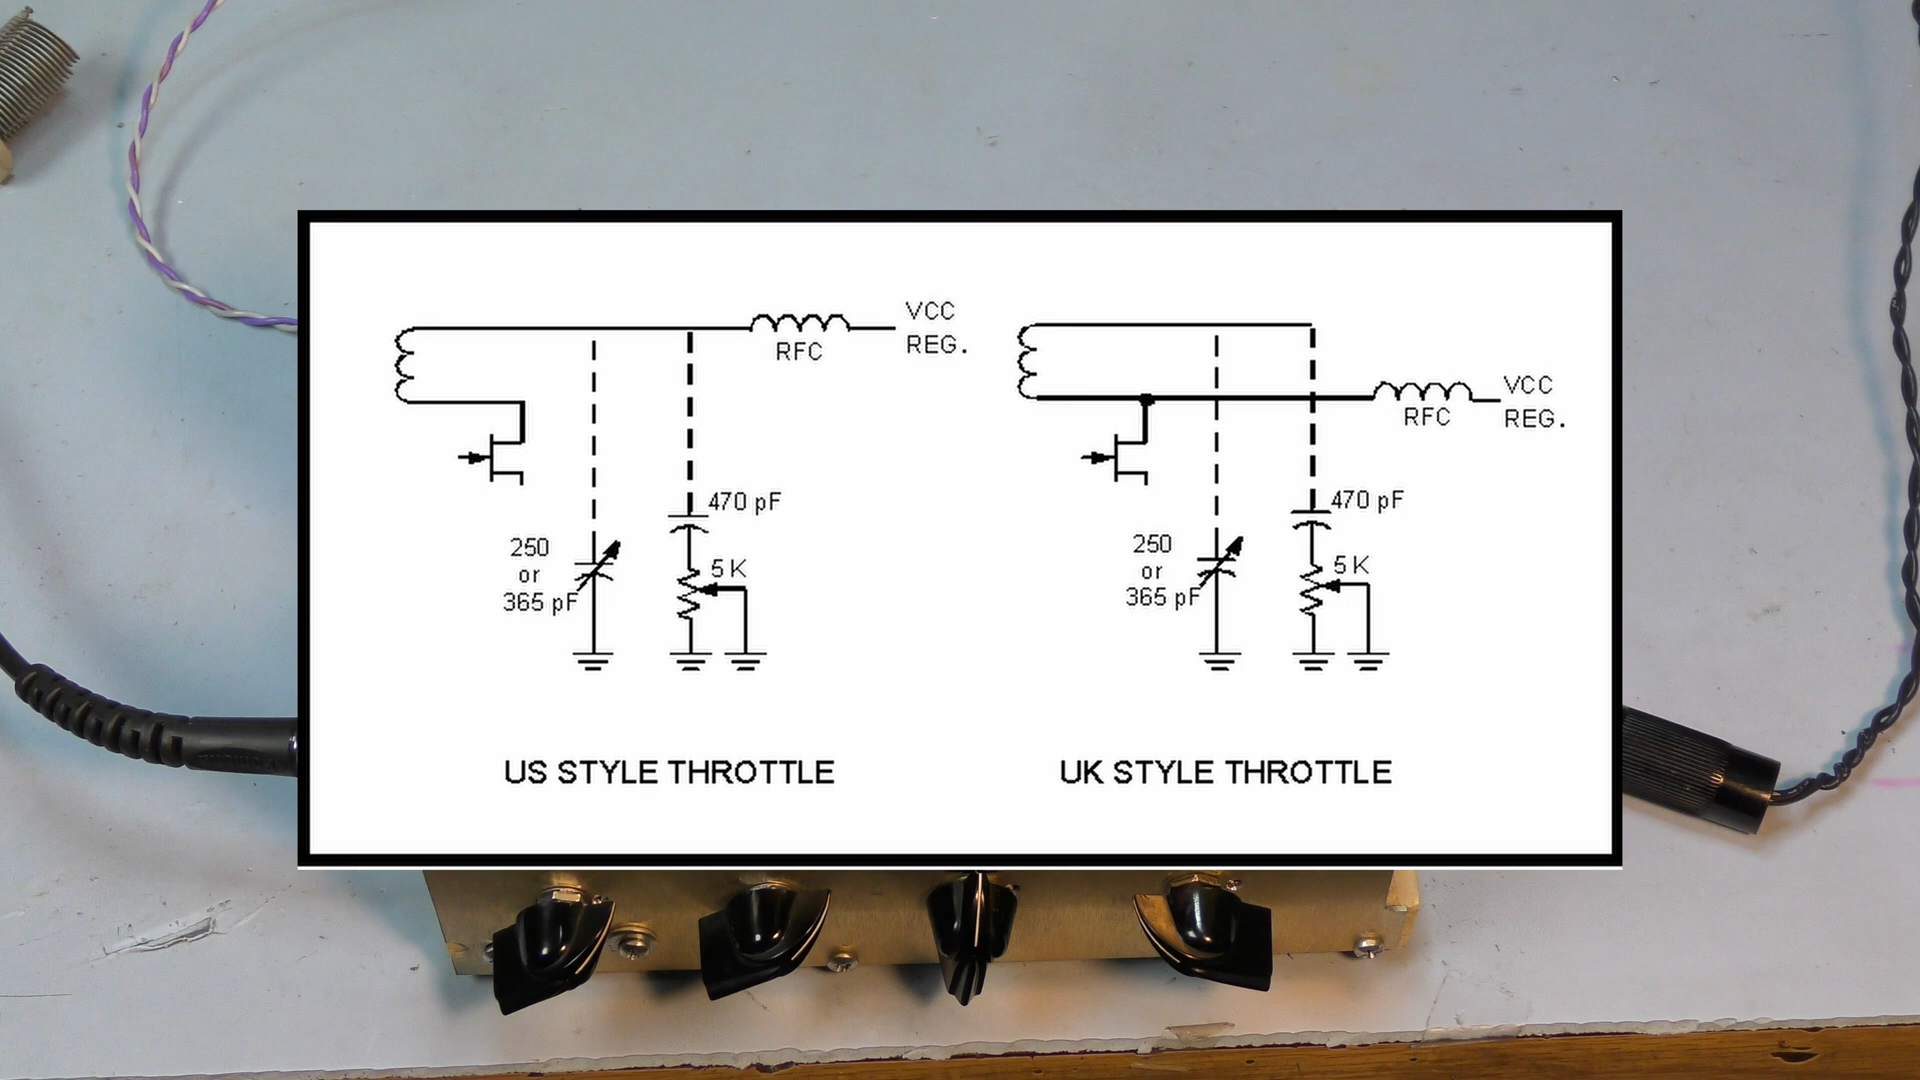 VCC
REG.
RFC
470 pF
5 K
250
or
365 pF
US STYLE THROTTLE
VCC
REG.
RFC
470 pF
5 K
250
or
365 pF
UK STYLE THROTTLE